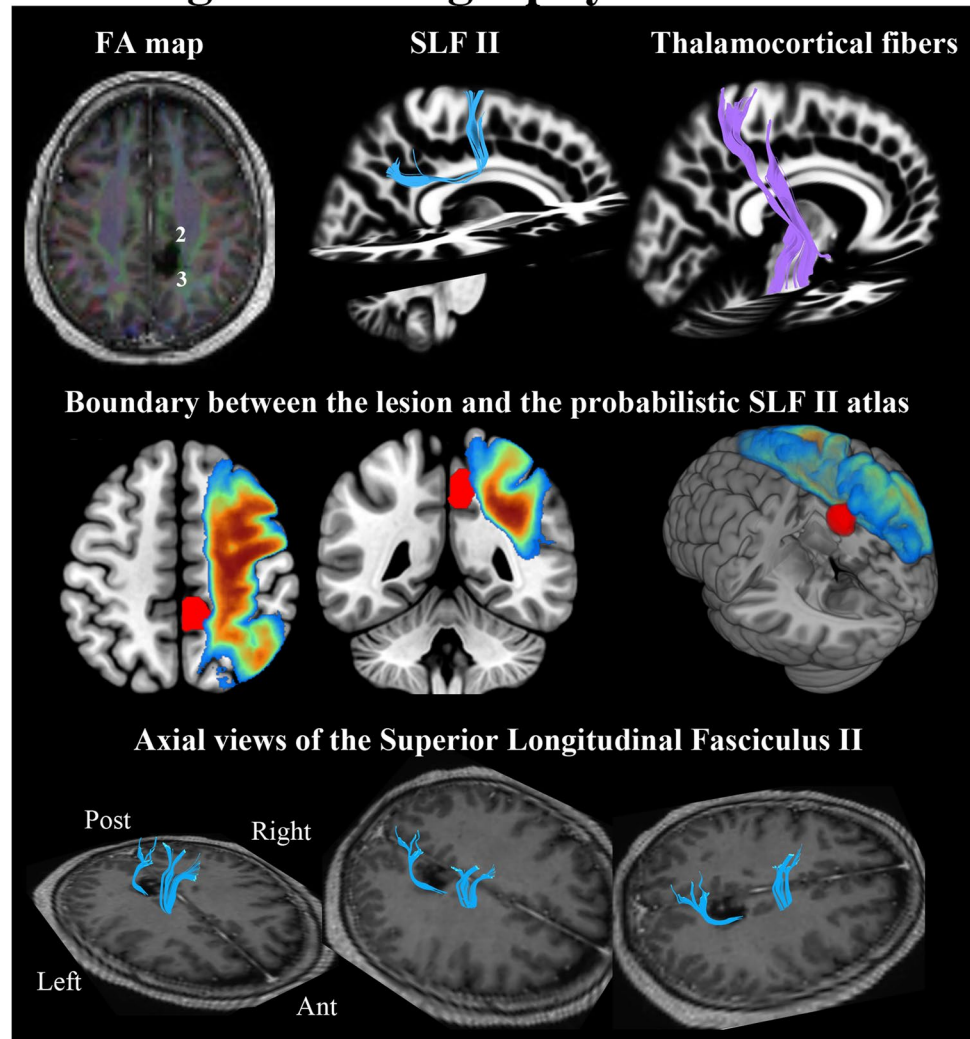 FA map
SLF II
Thalamocortical fibers
2
3
Boundary between the lesion and the probabilistic SLF II atlas
Axial views of the Superior Longitudinal Fasciculus II
Post
Right
Left
Ant